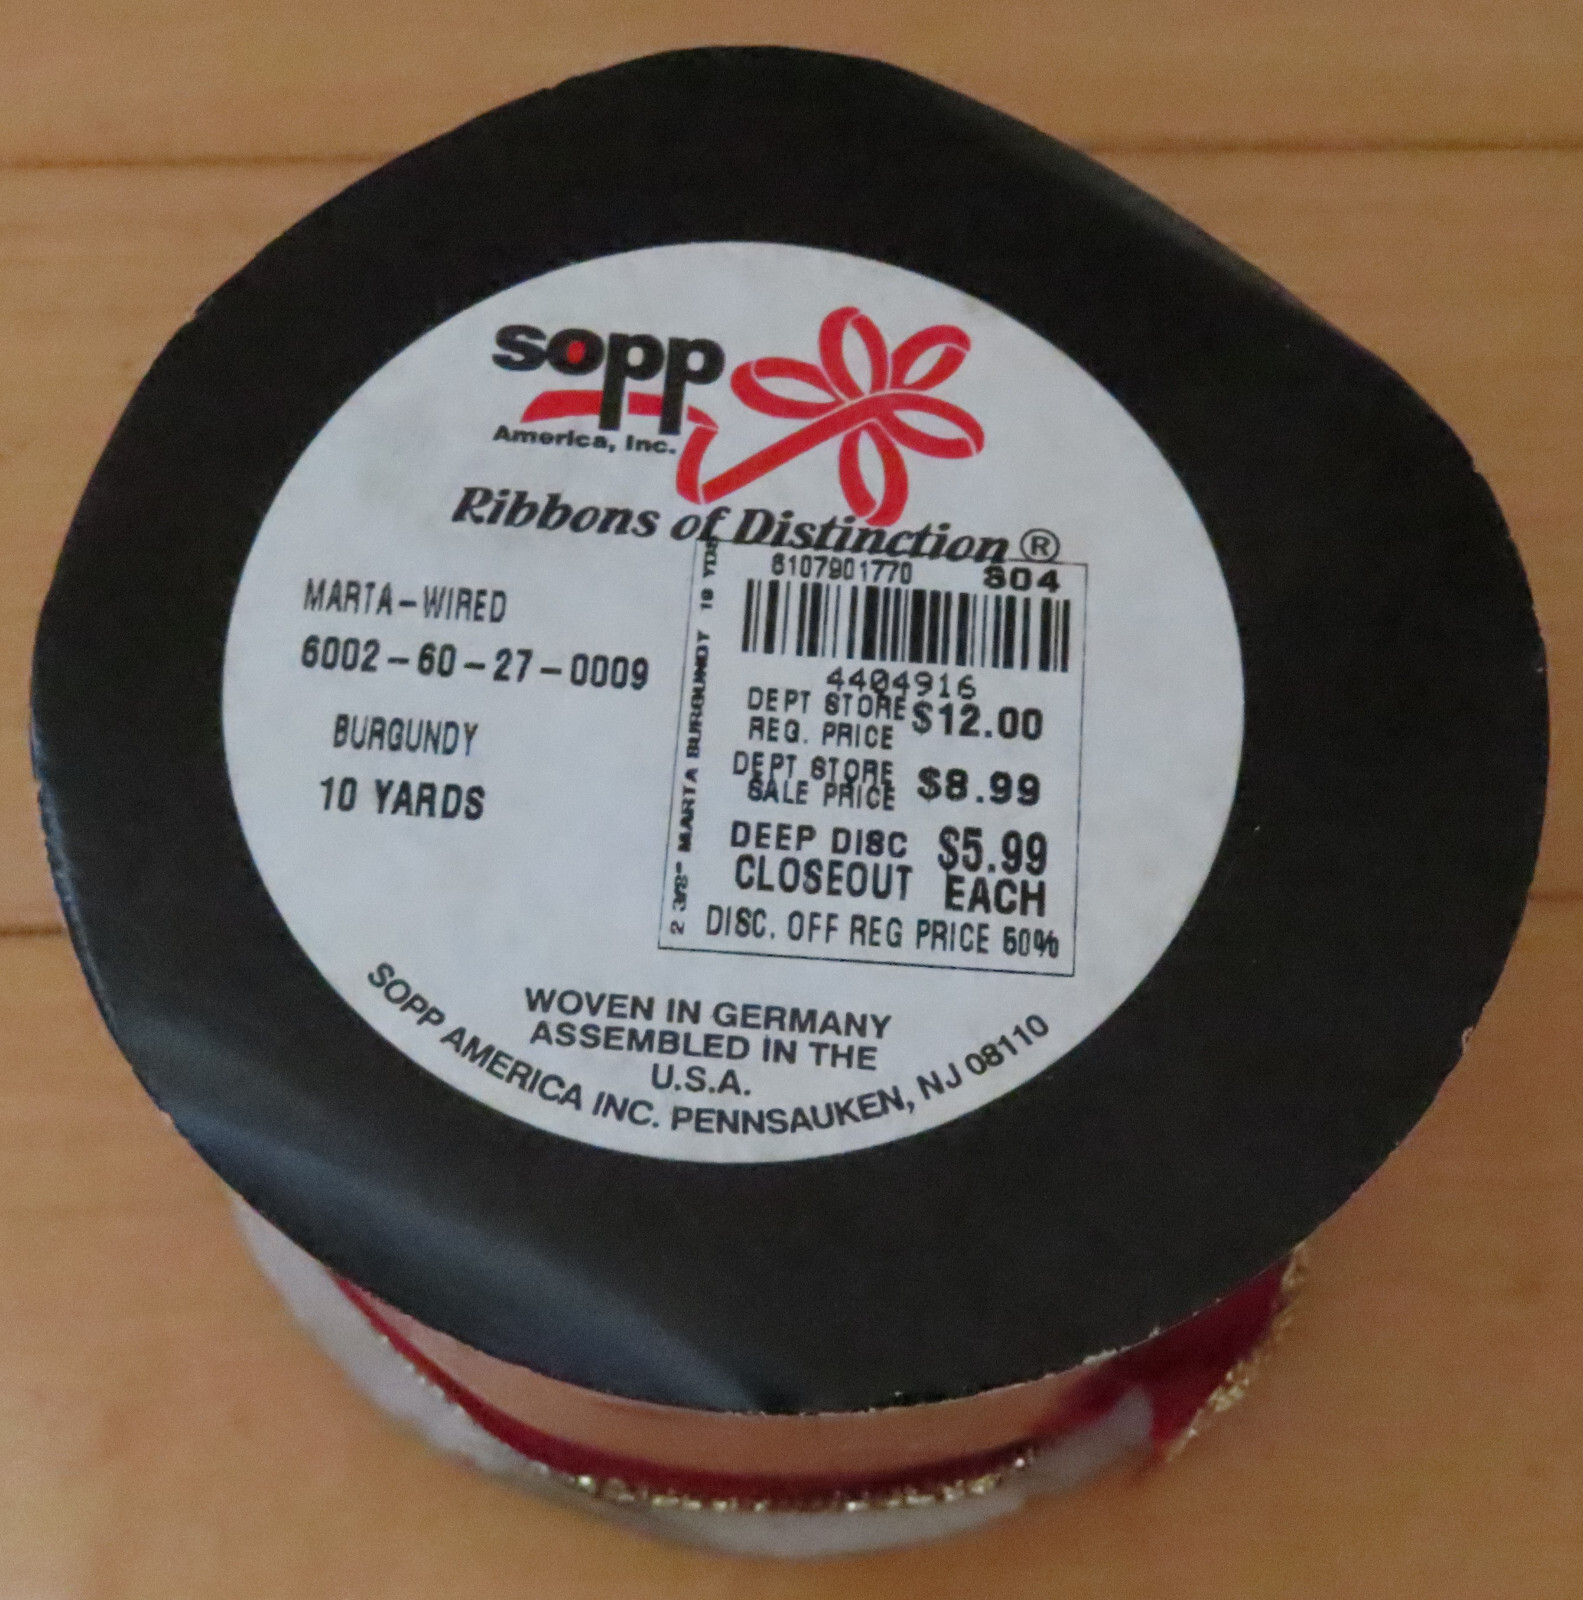 sopp
America, Inc.
Ribbons of Distinction ®
MARTA-WIRED
6002-60-27-0009
BURGUNDY
10 YARDS
2 3/8" MARTA BURGUNDY 10 YDS
6107901770 804
4404916
DEPT STORE REG. PRICE $12.00
DEPT STORE SALE PRICE $8.99
DEEP DISC CLOSEOUT $5.99 EACH
DISC. OFF REG PRICE 50%
WOVEN IN GERMANY
ASSEMBLED IN THE
U.S.A.
SOPP AMERICA INC. PENNSAUKEN, NJ 08110